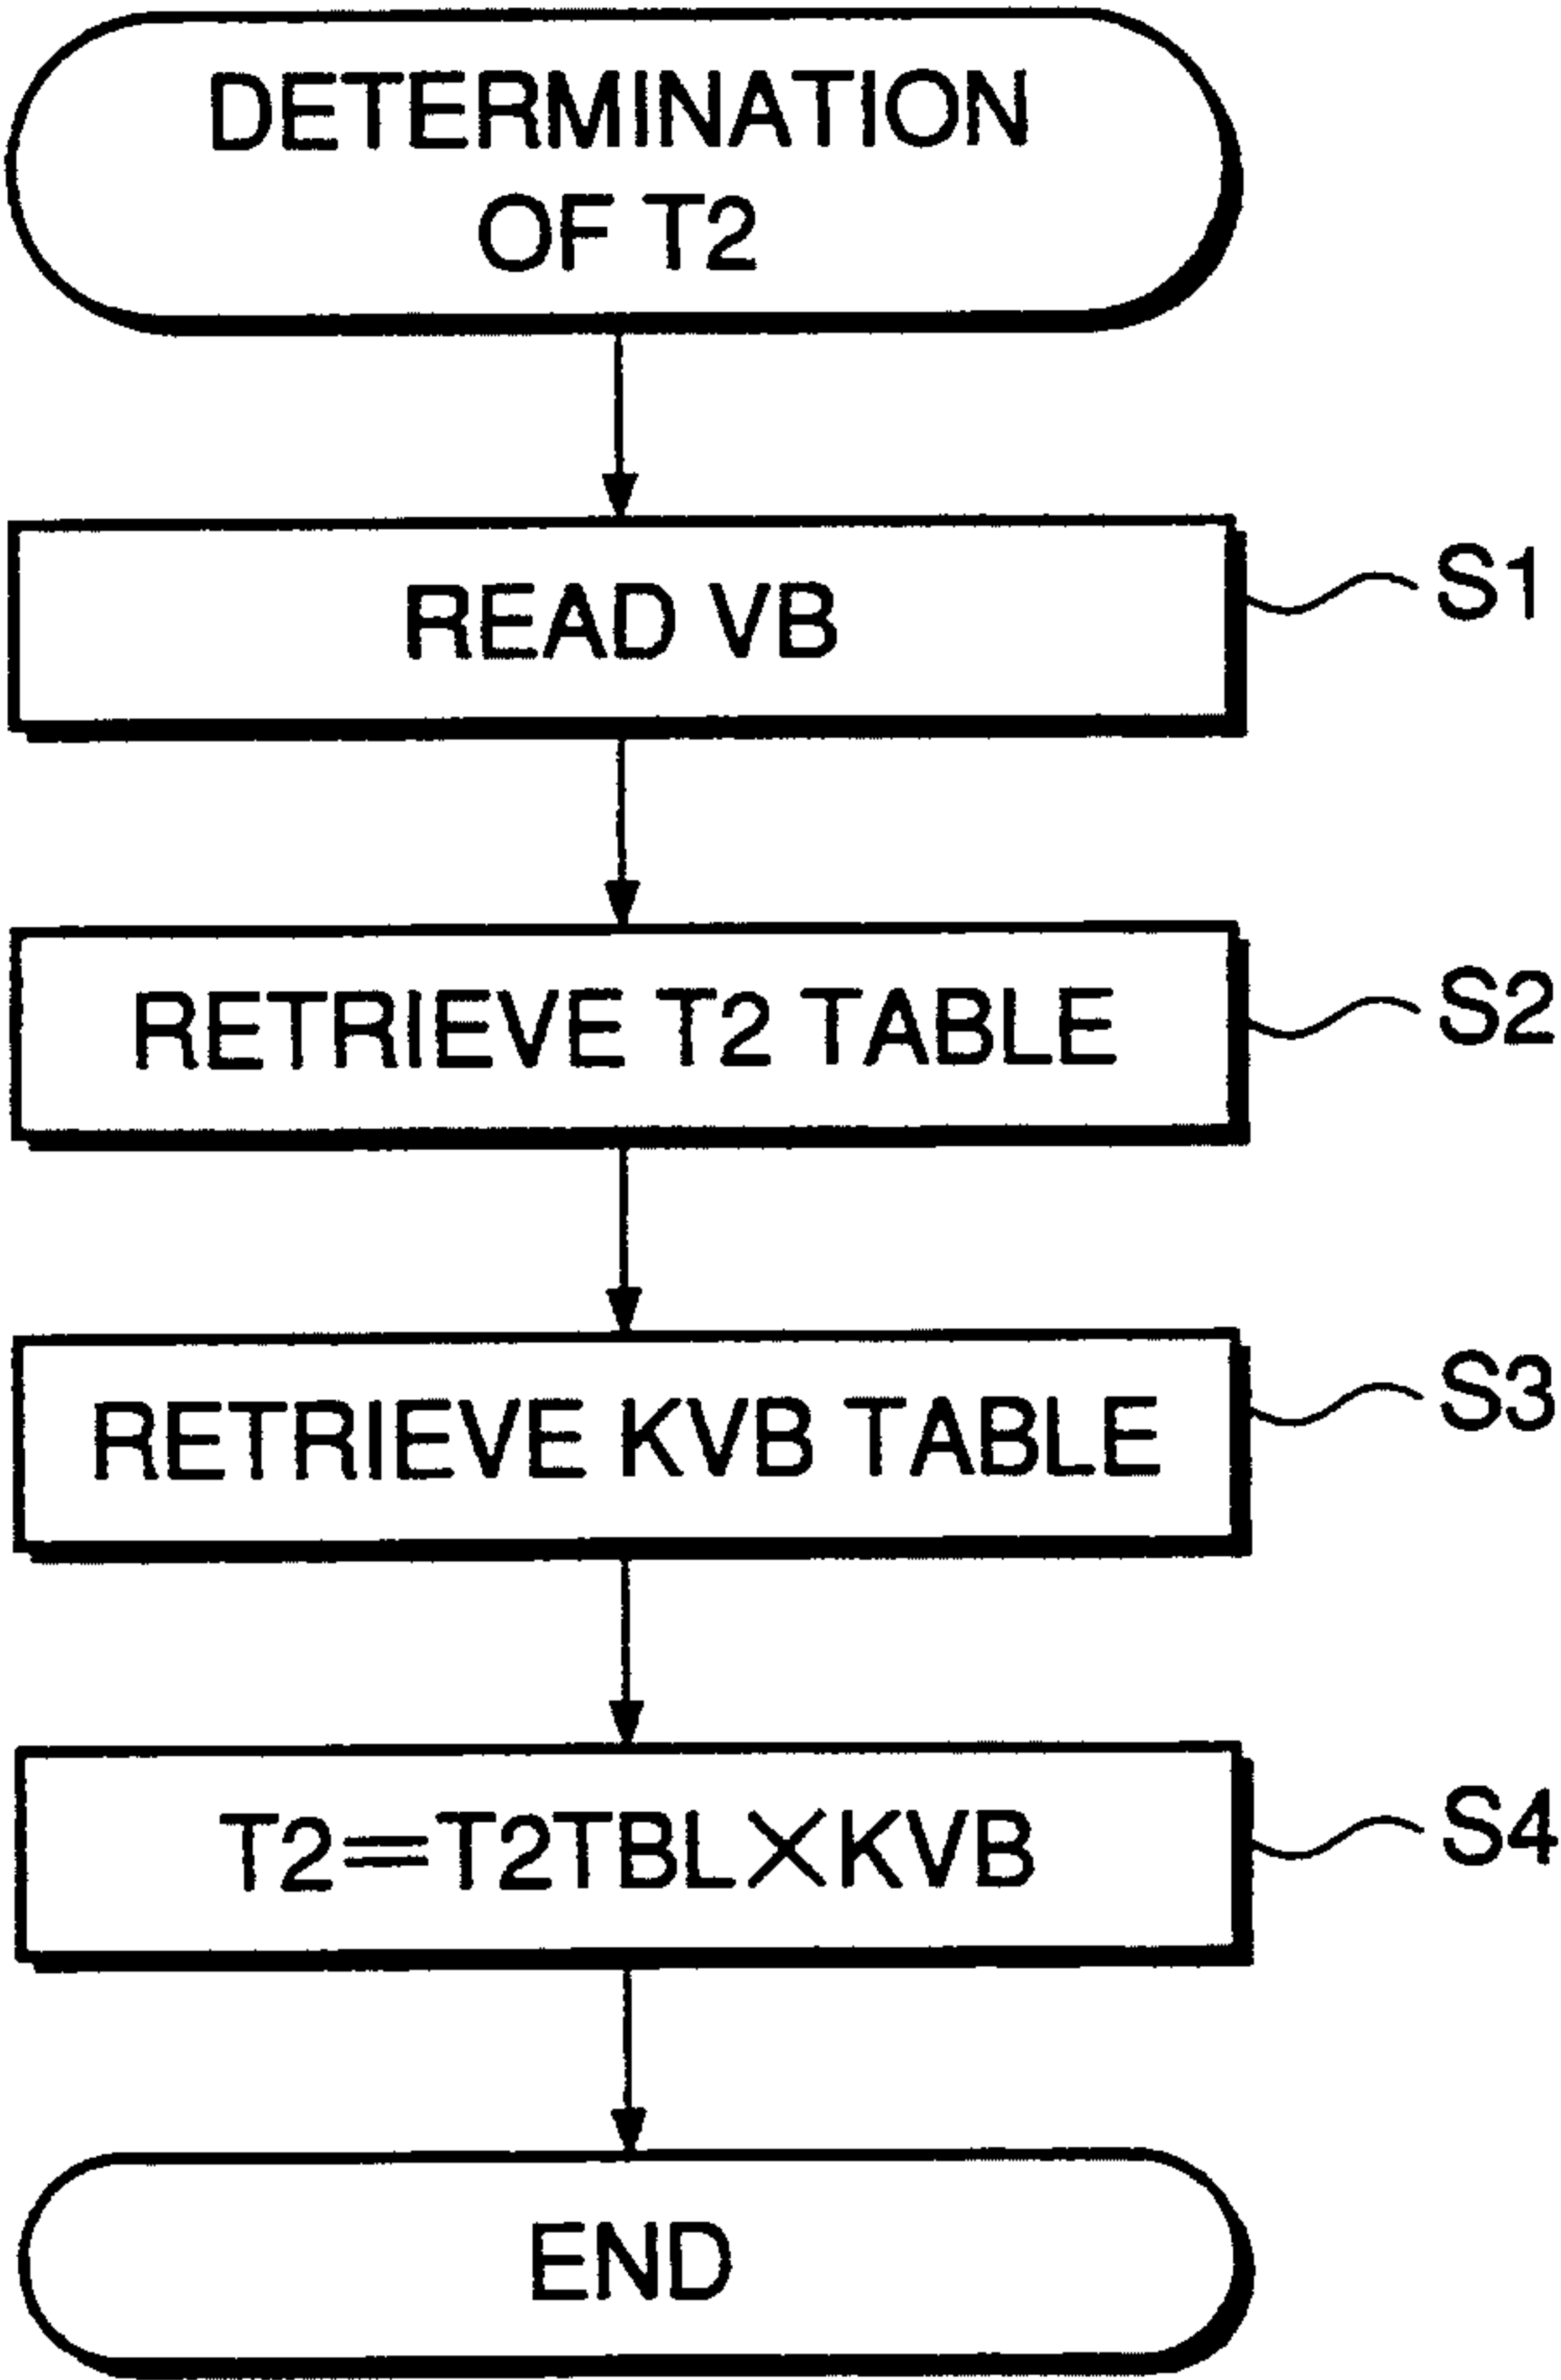 DETERMINATION
OF T2
READ VB
S1
RETRIEVE T2 TABLE
S2
RETRIEVE KVB TABLE
S3
T2=T2TBL×KVB
S4
END